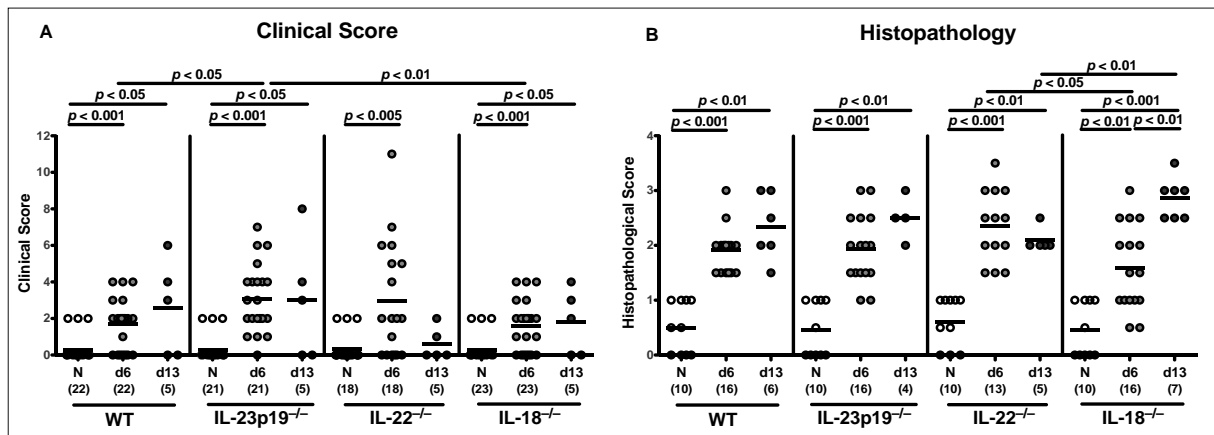 A Clinical Score
p < 0.05 p < 0.01
p < 0.05 p < 0.05 p < 0.05
p < 0.001 p < 0.001 p < 0.005 p < 0.001
Clinical Score
12
10
8
6
4
2
0
N d6 d13 N d6 d13 N d6 d13 N d6 d13
(22) (22) (5) (21) (21) (5) (18) (18) (5) (23) (23) (5)
WT IL-23p19–/– IL-22–/– IL-18–/–
B Histopathology
p < 0.01
p < 0.05
p < 0.01 p < 0.01 p < 0.01 p < 0.001
p < 0.001 p < 0.001 p < 0.001 p < 0.01 p < 0.01
Histopathological Score
4
3
2
1
0
N d6 d13 N d6 d13 N d6 d13 N d6 d13
(10) (16) (6) (10) (16) (4) (10) (13) (5) (10) (16) (7)
WT IL-23p19–/– IL-22–/– IL-18–/–